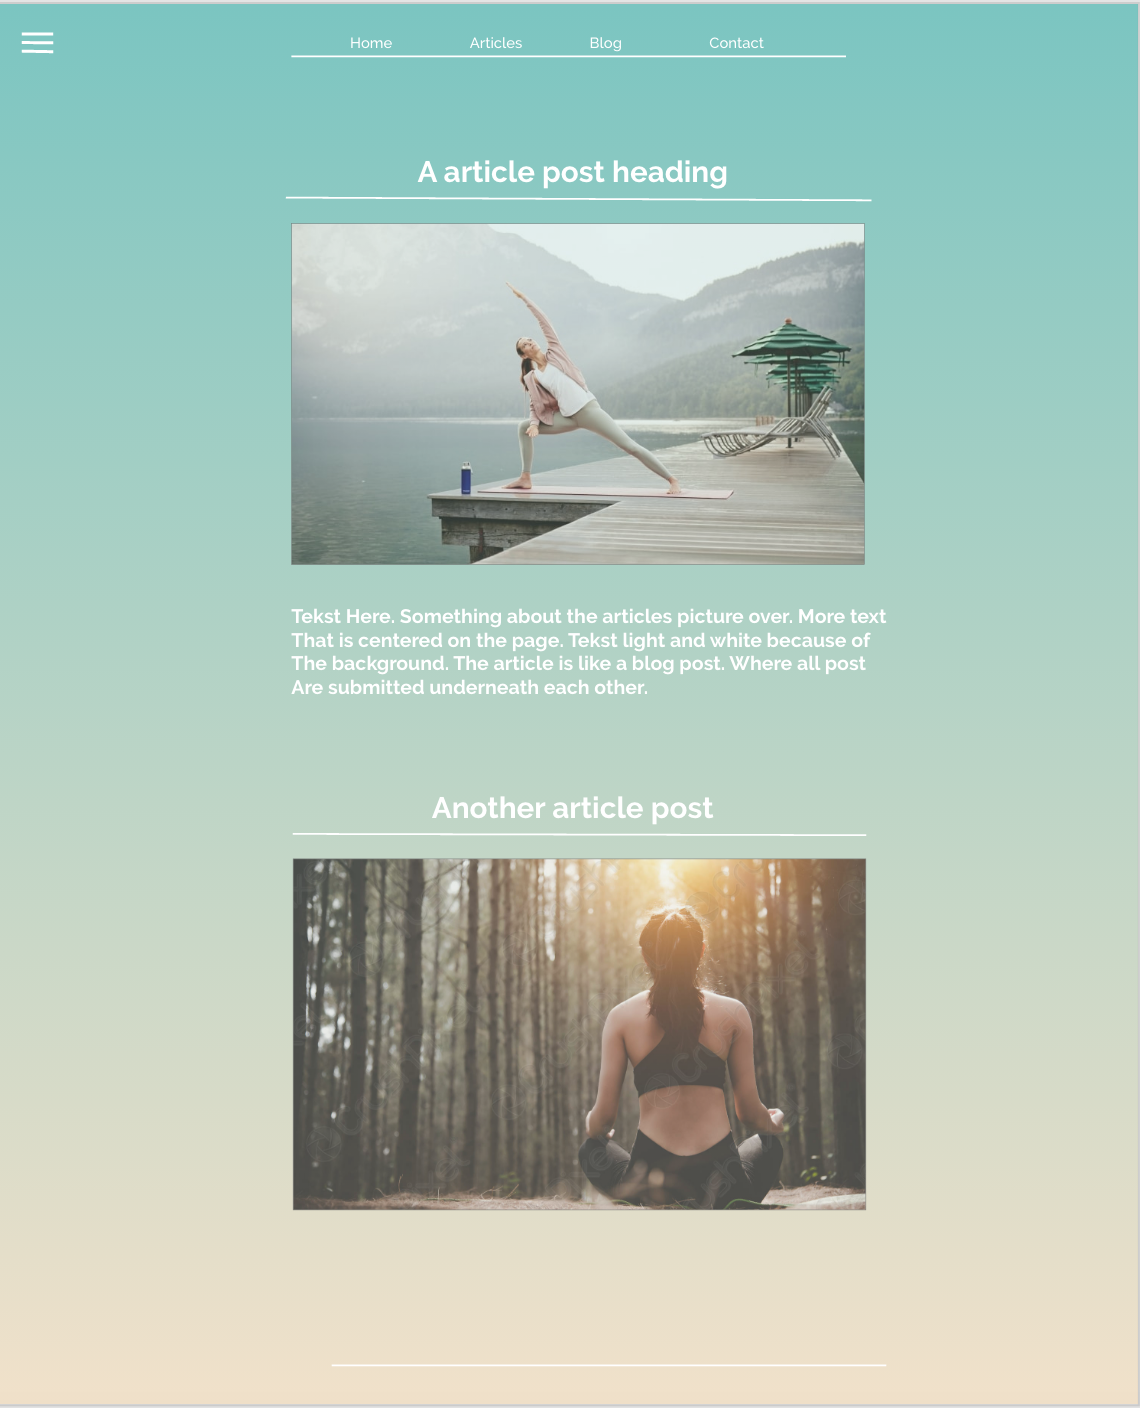 Home Articles Blog Contact
A article post heading
Tekst Here. Something about the articles picture over. More text
That is centered on the page. Tekst light and white because of
The background. The article is like a blog post. Where all post
Are submitted underneath each other.
Another article post